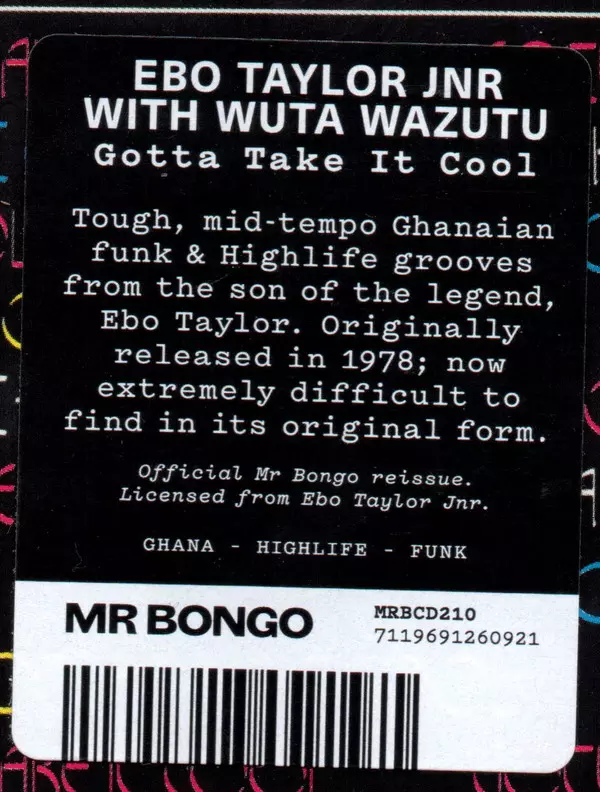 EBO TAYLOR JNR
WITH WUTA WAZUTU
Gotta Take It Cool
Tough, mid-tempo Ghanaian
funk & Highlife grooves
from the son of the legend,
Ebo Taylor. Originally
released in 1978; now
extremely difficult to
find in its original form.
Official Mr Bongo reissue.
Licensed from Ebo Taylor Jnr.
GHANA - HIGHLIFE - FUNK
MR BONGO
MRBCD210
7119691260921